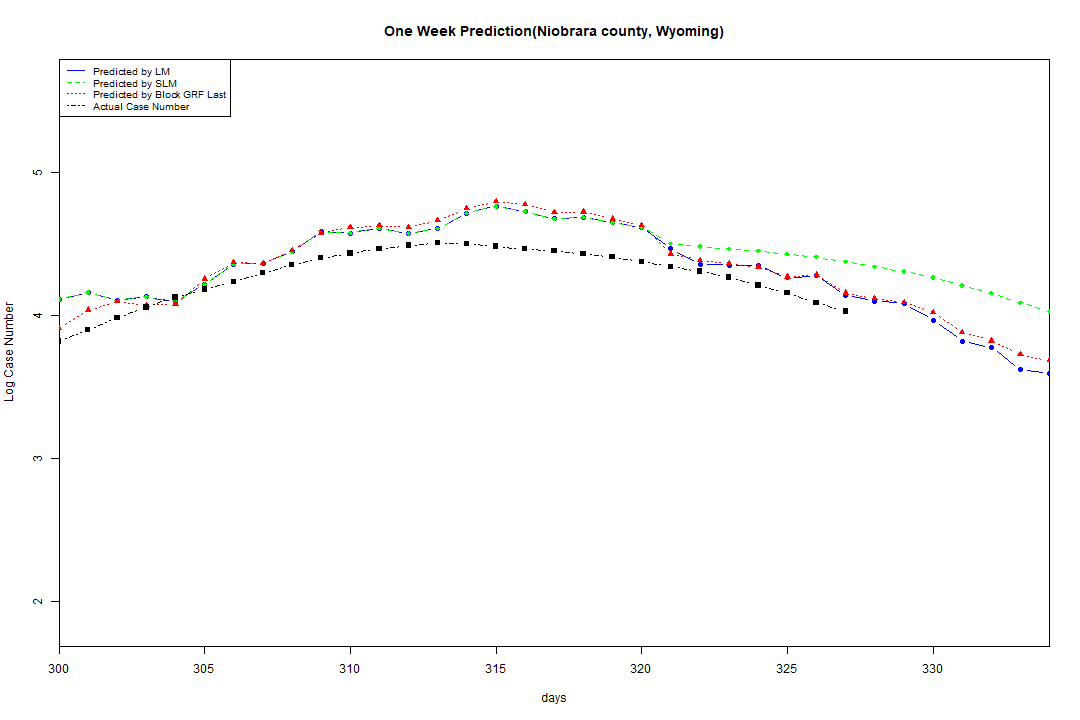 One Week Prediction(Niobrara county, Wyoming)
Predicted by LM
Predicted by SLM
Predicted by Block GRF Last
Actual Case Number
5
4
3
2
Log Case Number
300 305 310 315 320 325 330
days